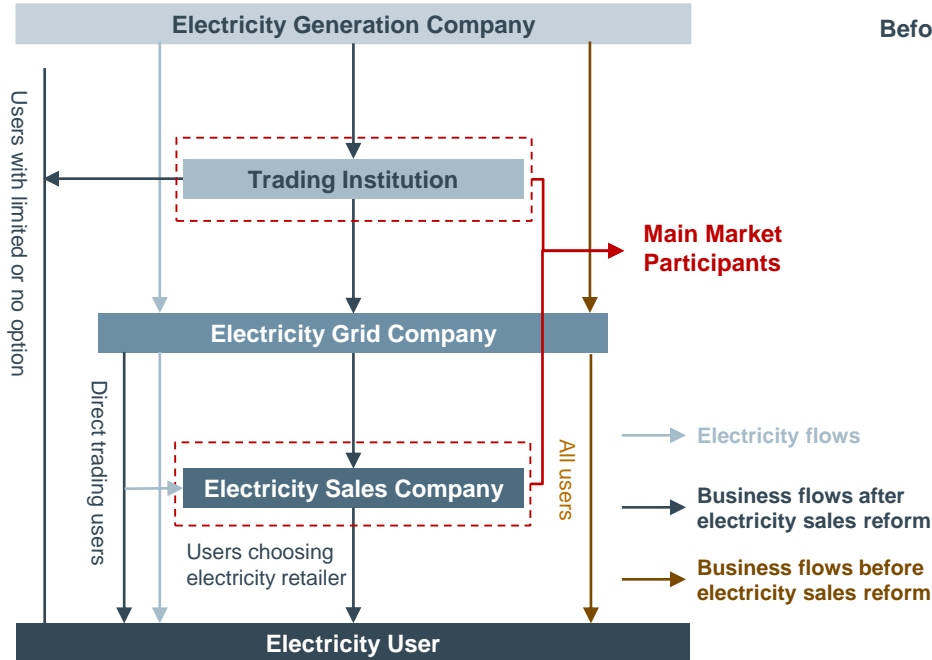 Electricity Generation Company
Befo
Users with limited or no option
Trading Institution
Main Market
Participants
Electricity Grid Company
Direct trading users
All users
Electricity flows
Electricity Sales Company
Business flows after
electricity sales reform
Users choosing
electricity retailer
Business flows before
electricity sales reform
Electricity User